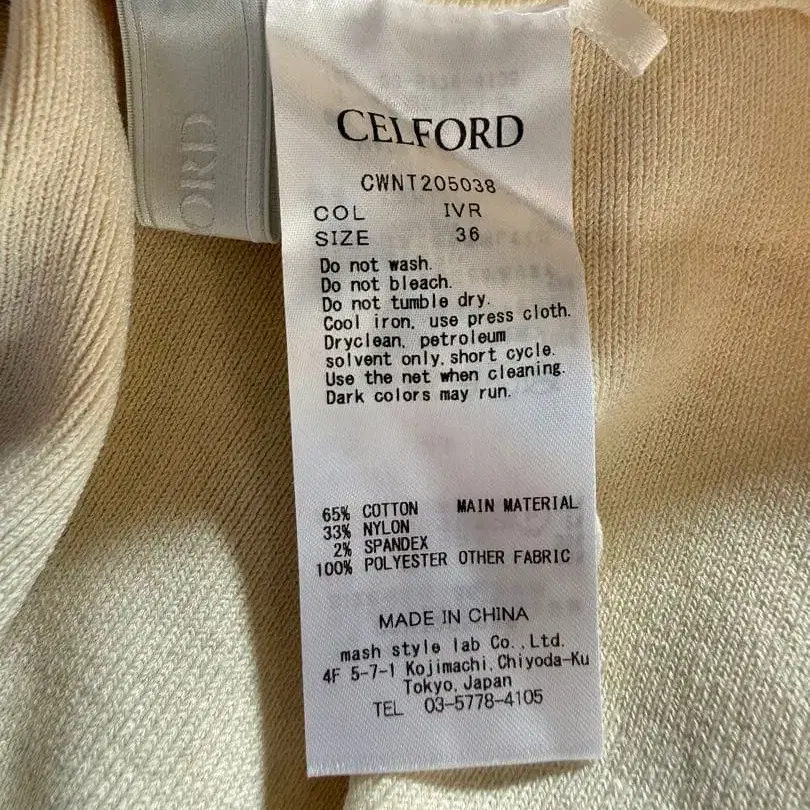 CELFORD
CWNT205038
COL IVR
SIZE 36
Do not wash.
Do not bleach.
Do not tumble dry.
Cool iron, use press cloth.
Dryclean, petroleum
solvent only, short cycle.
Use the net when cleaning.
Dark colors may run.
65% COTTON MAIN MATERIAL
33% NYLON
2% SPANDEX
100% POLYESTER OTHER FABRIC
MADE IN CHINA
mash style lab Co.,Ltd.
4F 5-7-1 Kojimachi,Chiyoda-Ku
Tokyo,Japan
TEL 03-5778-4105